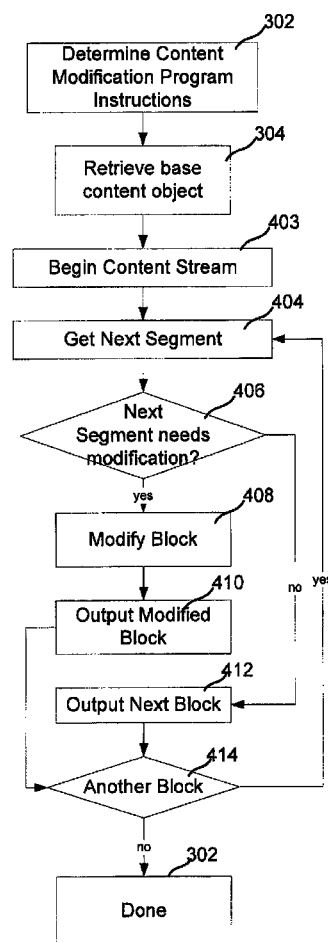 302
Determine Content
Modification Program
Instructions
304
Retrieve base
content object
403
Begin Content Stream
404
Get Next Segment
406
Next
Segment needs
modification?
yes
408
Modify Block
410
Output Modified
Block
no
yes
412
Output Next Block
414
Another Block
no
302
Done